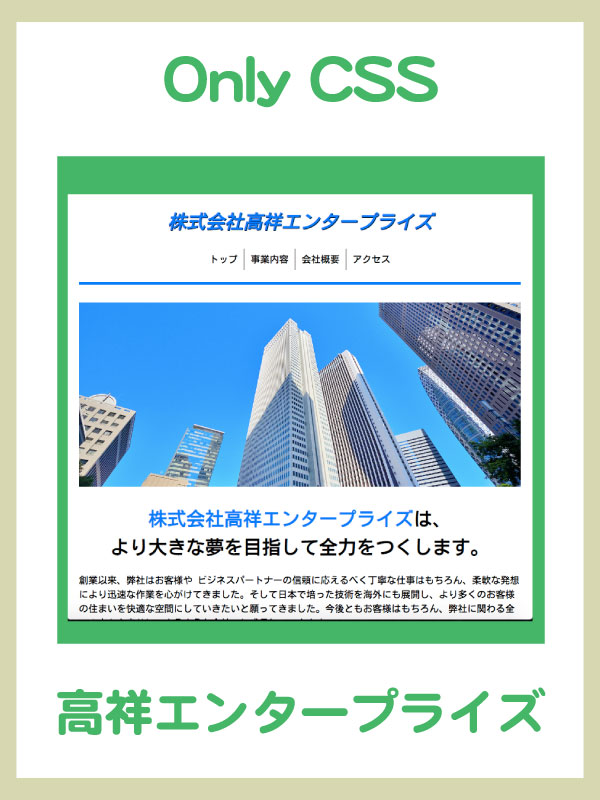 Only CSS
株式会社高祥エンタープライズ
トップ 事業内容 会社概要 アクセス
株式会社高祥エンタープライズは、
より大きな夢を目指して全力をつくします。
創業以来、弊社はお客様や ビジネスパートナーの信頼に応えるべく丁寧な仕事はもちろん、柔軟な発想
により迅速な作業を心がけてきました。そして日本で培った技術を海外にも展開し、より多くのお客様
の住まいを快適な空間にしていきたいと願ってきました。今後ともお客様はもちろん、弊社に関わる全
高祥エンタープライズ